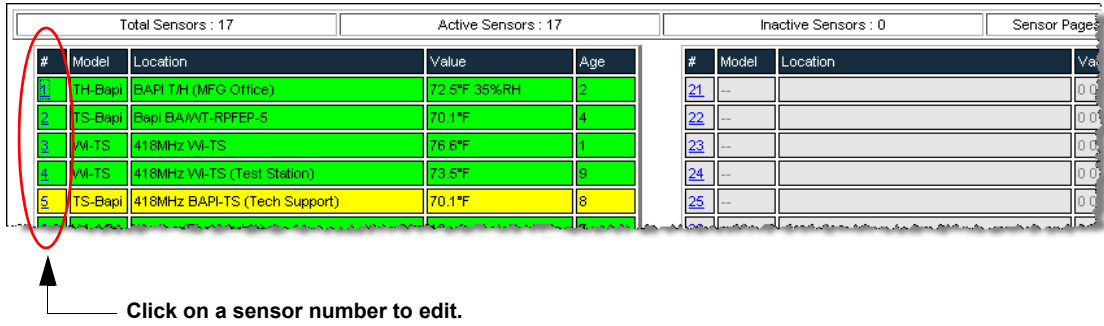 Total Sensors : 17 Active Sensors : 17 Inactive Sensors : 0 Sensor Pages
# Model Location Value Age # Model Location
1 TH-Bapi BAPI T/H (MFG Office) 72.5°F 35%RH 2 21 --
2 TS-Bapi Bapi BA/WT-RPFEP-5 70.1°F 4 22 --
3 Wi-TS 418MHz Wi-TS 76.6°F 1 23 --
4 Wi-TS 418MHz Wi-TS (Test Station) 73.5°F 9 24 --
5 TS-Bapi 418MHz BAPI-TS (Tech Support) 70.1°F 8 25 --
Click on a sensor number to edit.